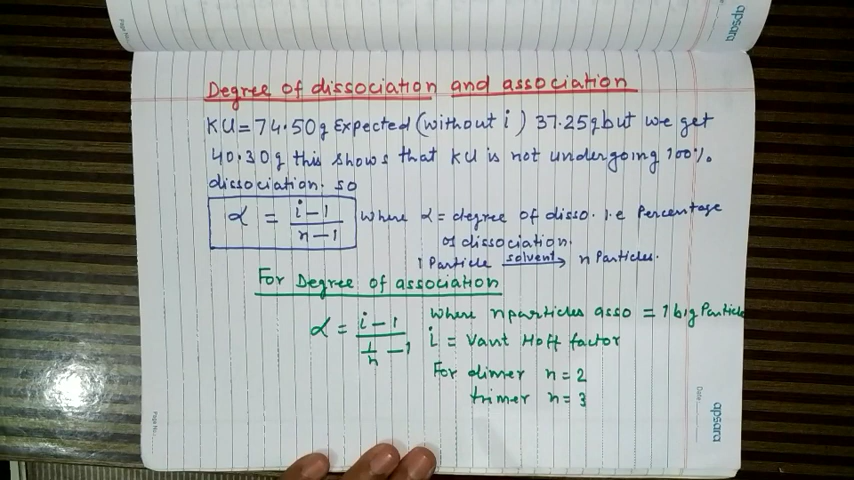 apsara
Degree of dissociation and association
KCl = 74.50g Expected (without i) 37.25g but we get
40.30g this shows that KCl is not undergoing 100%
dissociation. so
α = i-1 / n-1 where α = degree of disso. i.e Percentage
of dissociation.
1 Particle solvent→ n Particles.
For Degree of association
α = i-1 / 1/n -1 where n particles asso = 1 big Particle
i = Vant Hoff factor
For dimer n = 2
trimer n = 3
Date
apsara
Page No.